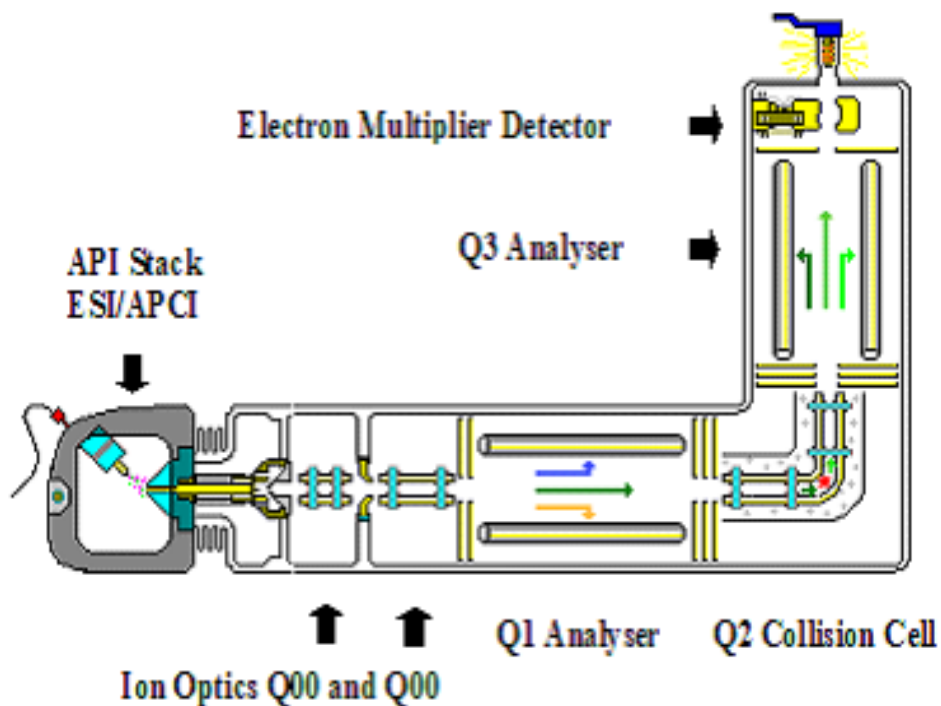 Electron Multiplier Detector
Q3 Analyser
API Stack
ESI/APCI
Q1 Analyser
Q2 Collision Cell
Ion Optics Q00 and Q00